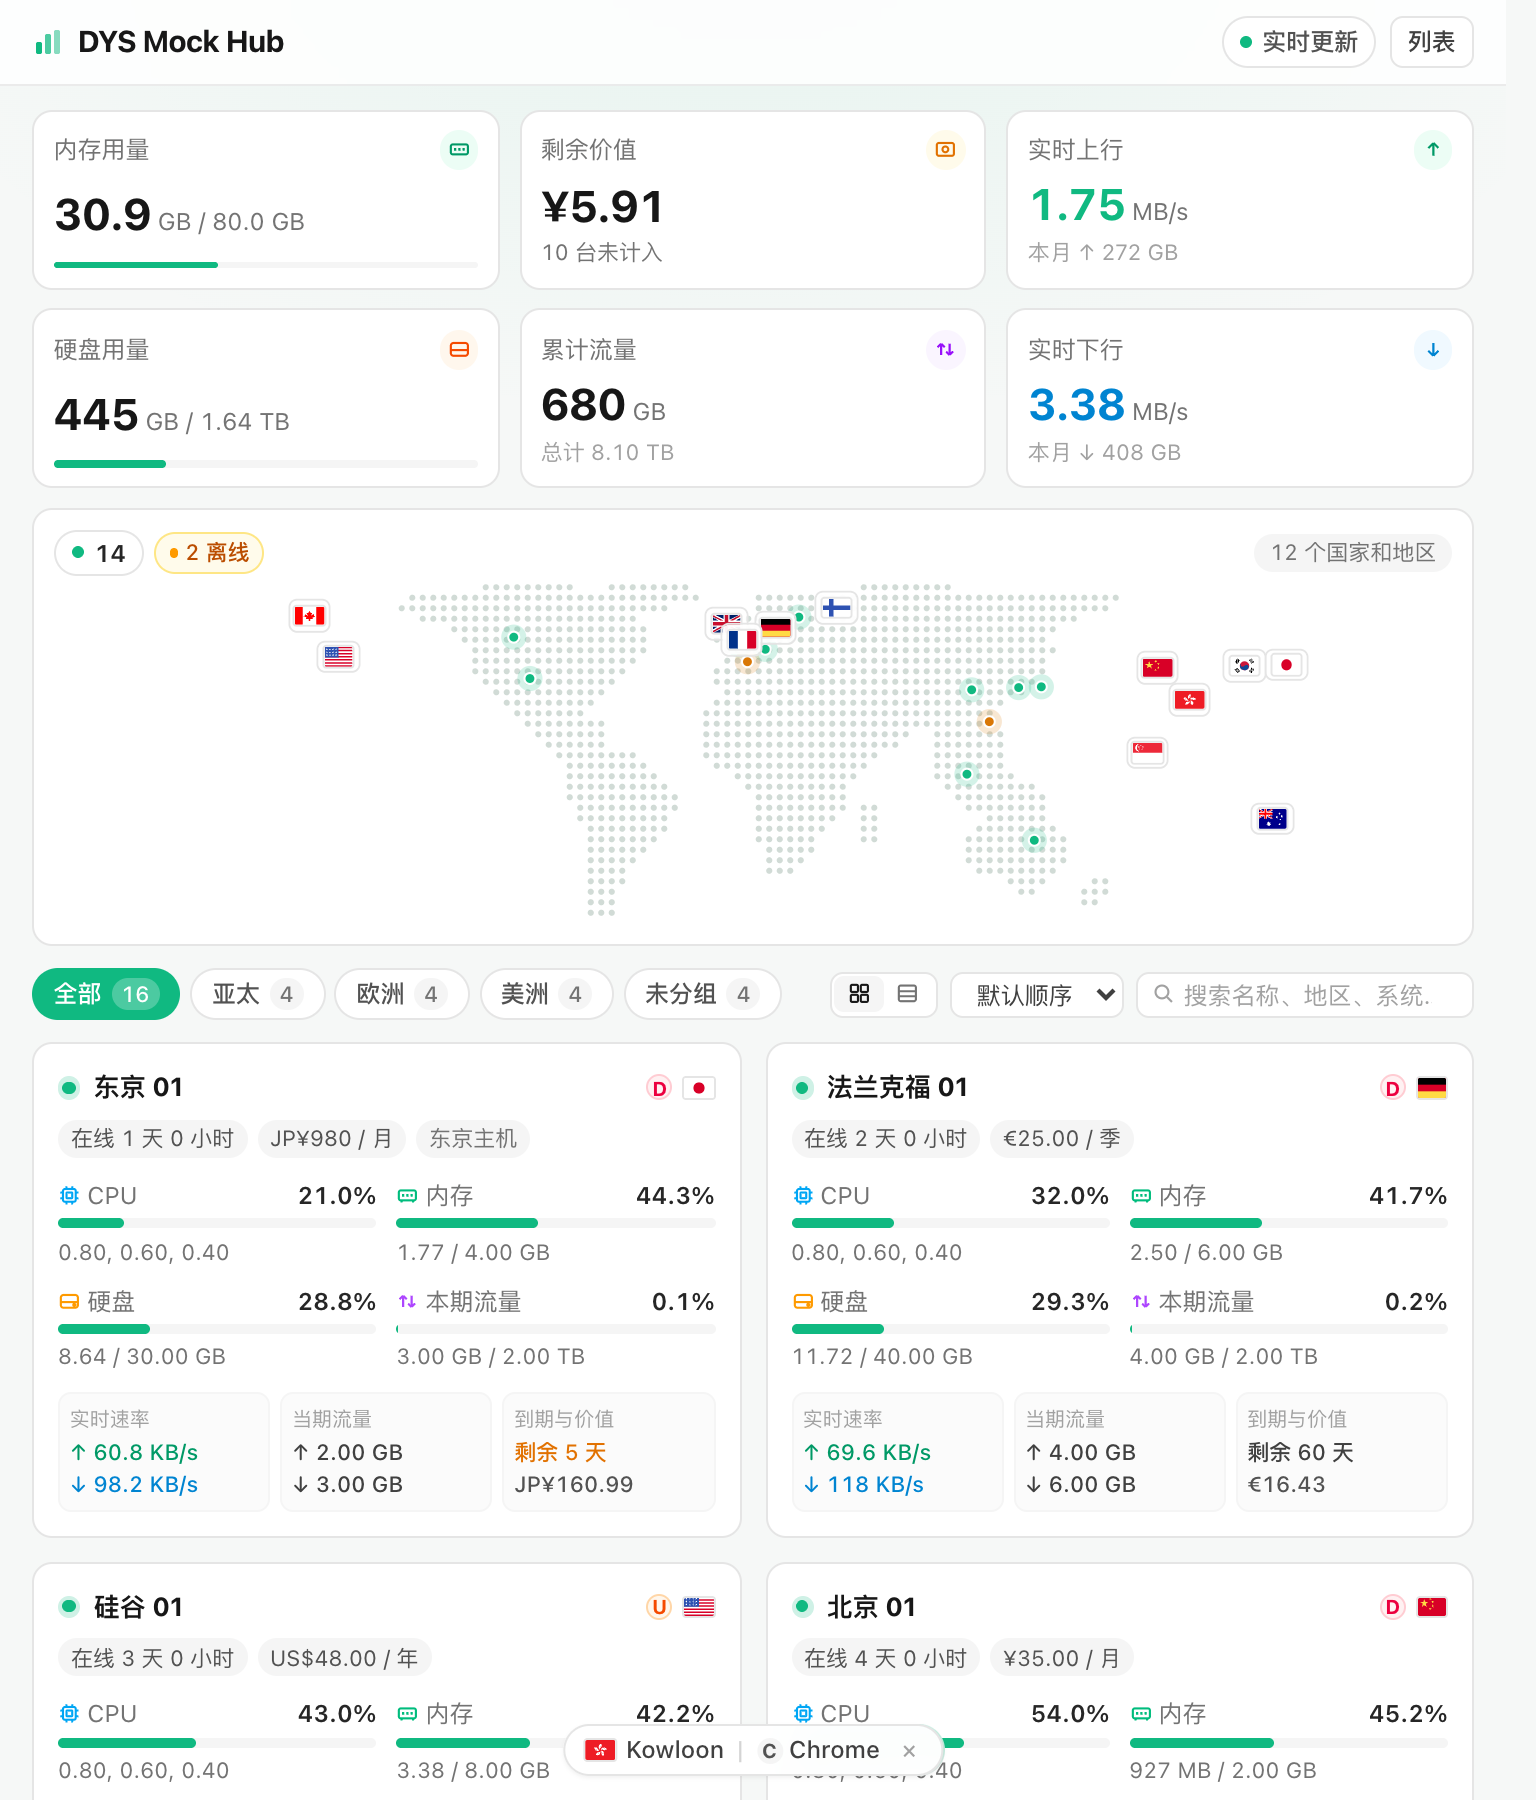 DYS Mock Hub
实时更新
列表
内存用量
30.9 GB / 80.0 GB
剩余价值
¥5.91
10 台未计入
实时上行
1.75 MB/s
本月 ↑ 272 GB
硬盘用量
445 GB / 1.64 TB
累计流量
680 GB
总计 8.10 TB
实时下行
3.38 MB/s
本月 ↓ 408 GB
14
2 离线
12 个国家和地区
全部 16
亚太 4
欧洲 4
美洲 4
未分组 4
默认顺序
搜索名称、地区、系统.
东京 01
D
在线 1 天 0 小时
JP¥980 / 月
东京主机
CPU 21.0%
0.80, 0.60, 0.40
内存 44.3%
1.77 / 4.00 GB
硬盘 28.8%
8.64 / 30.00 GB
本期流量 0.1%
3.00 GB / 2.00 TB
实时速率
↑ 60.8 KB/s
↓ 98.2 KB/s
当期流量
↑ 2.00 GB
↓ 3.00 GB
到期与价值
剩余 5 天
JP¥160.99
法兰克福 01
D
在线 2 天 0 小时
€25.00 / 季
CPU 32.0%
0.80, 0.60, 0.40
内存 41.7%
2.50 / 6.00 GB
硬盘 29.3%
11.72 / 40.00 GB
本期流量 0.2%
4.00 GB / 2.00 TB
实时速率
↑ 69.6 KB/s
↓ 118 KB/s
当期流量
↑ 4.00 GB
↓ 6.00 GB
到期与价值
剩余 60 天
€16.43
硅谷 01
U
在线 3 天 0 小时
US$48.00 / 年
CPU 43.0%
0.80, 0.60, 0.40
内存 42.2%
3.38 / 8.00 GB
北京 01
D
在线 4 天 0 小时
¥35.00 / 月
CPU 54.0%
内存 45.2%
927 MB / 2.00 GB
Kowloon | C Chrome ×